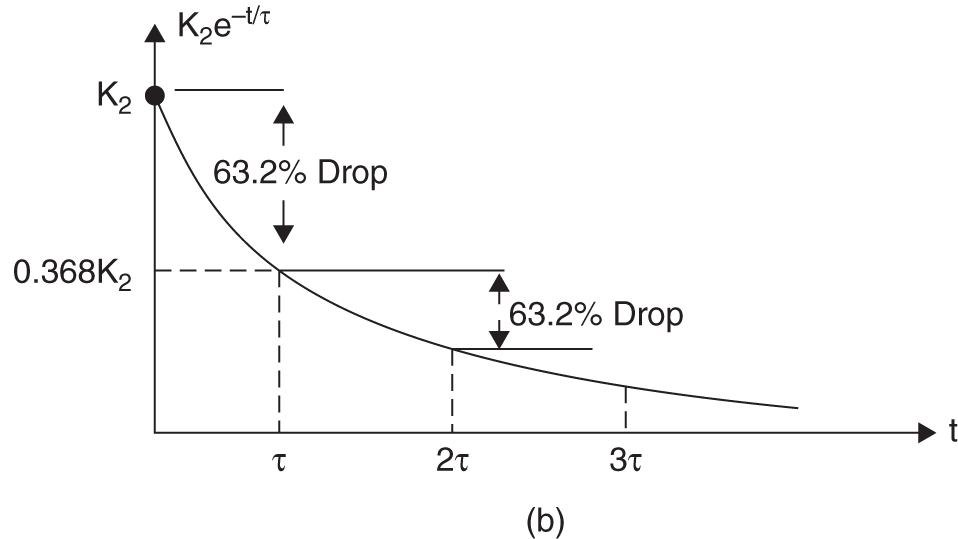 K₂e^–t/τ
K₂
63.2% Drop
0.368K₂
63.2% Drop
t
τ 2τ 3τ
(b)